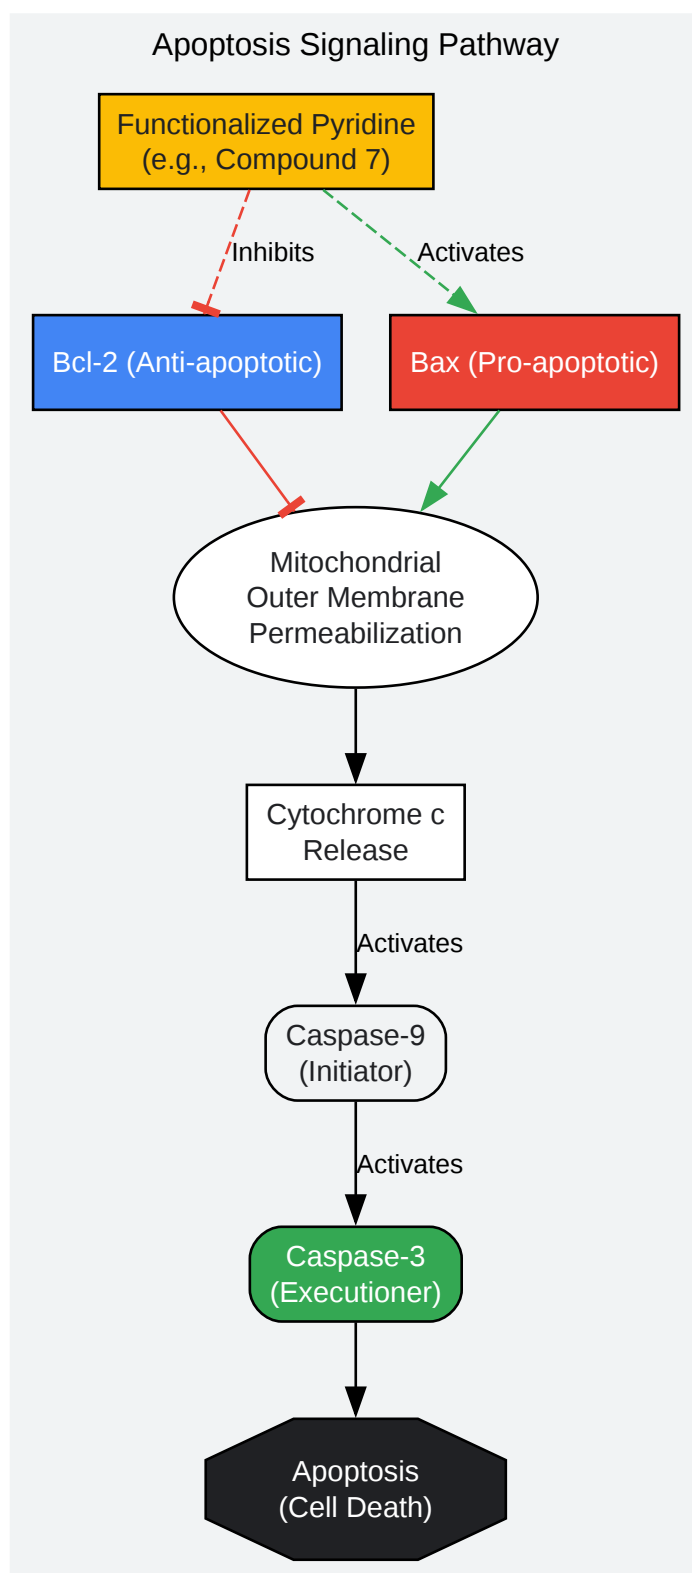 Apoptosis Signaling Pathway
Functionalized Pyridine
(e.g., Compound 7)
Inhibits
Activates
Bcl-2 (Anti-apoptotic)
Bax (Pro-apoptotic)
Mitochondrial
Outer Membrane
Permeabilization
Cytochrome c
Release
Activates
Caspase-9
(Initiator)
Activates
Caspase-3
(Executioner)
Apoptosis
(Cell Death)